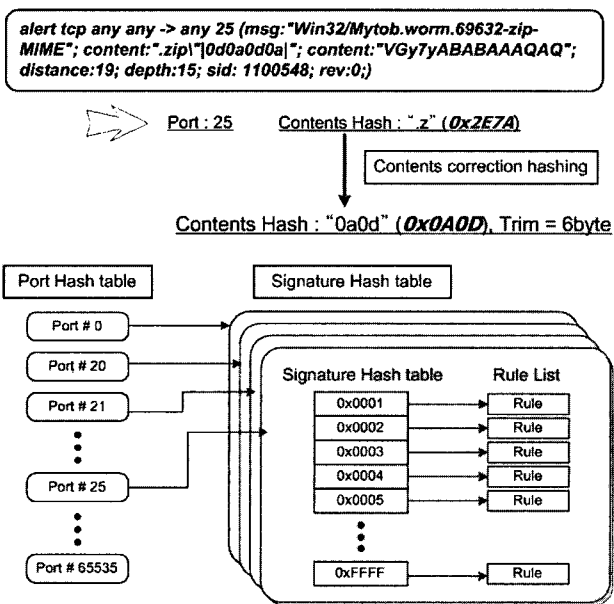 alert tcp any any -> any 25 (msg:"Win32/Mytob.worm.69632-zip-
MIME"; content:".zip\"|0d0a0d0a|"; content:"VGy7yABABAAAQAQ";
distance:19; depth:15; sid: 1100548; rev:0;)
Port : 25
Contents Hash : ".z" (0x2E7A)
Contents correction hashing
Contents Hash : "0a0d" (0x0A0D), Trim = 6byte
Port Hash table
Signature Hash table
Port # 0
Port # 20
Port # 21
Port # 25
Port # 65535
Signature Hash table
Rule List
0x0001
Rule
0x0002
Rule
0x0003
Rule
0x0004
Rule
0x0005
Rule
0xFFFF
Rule